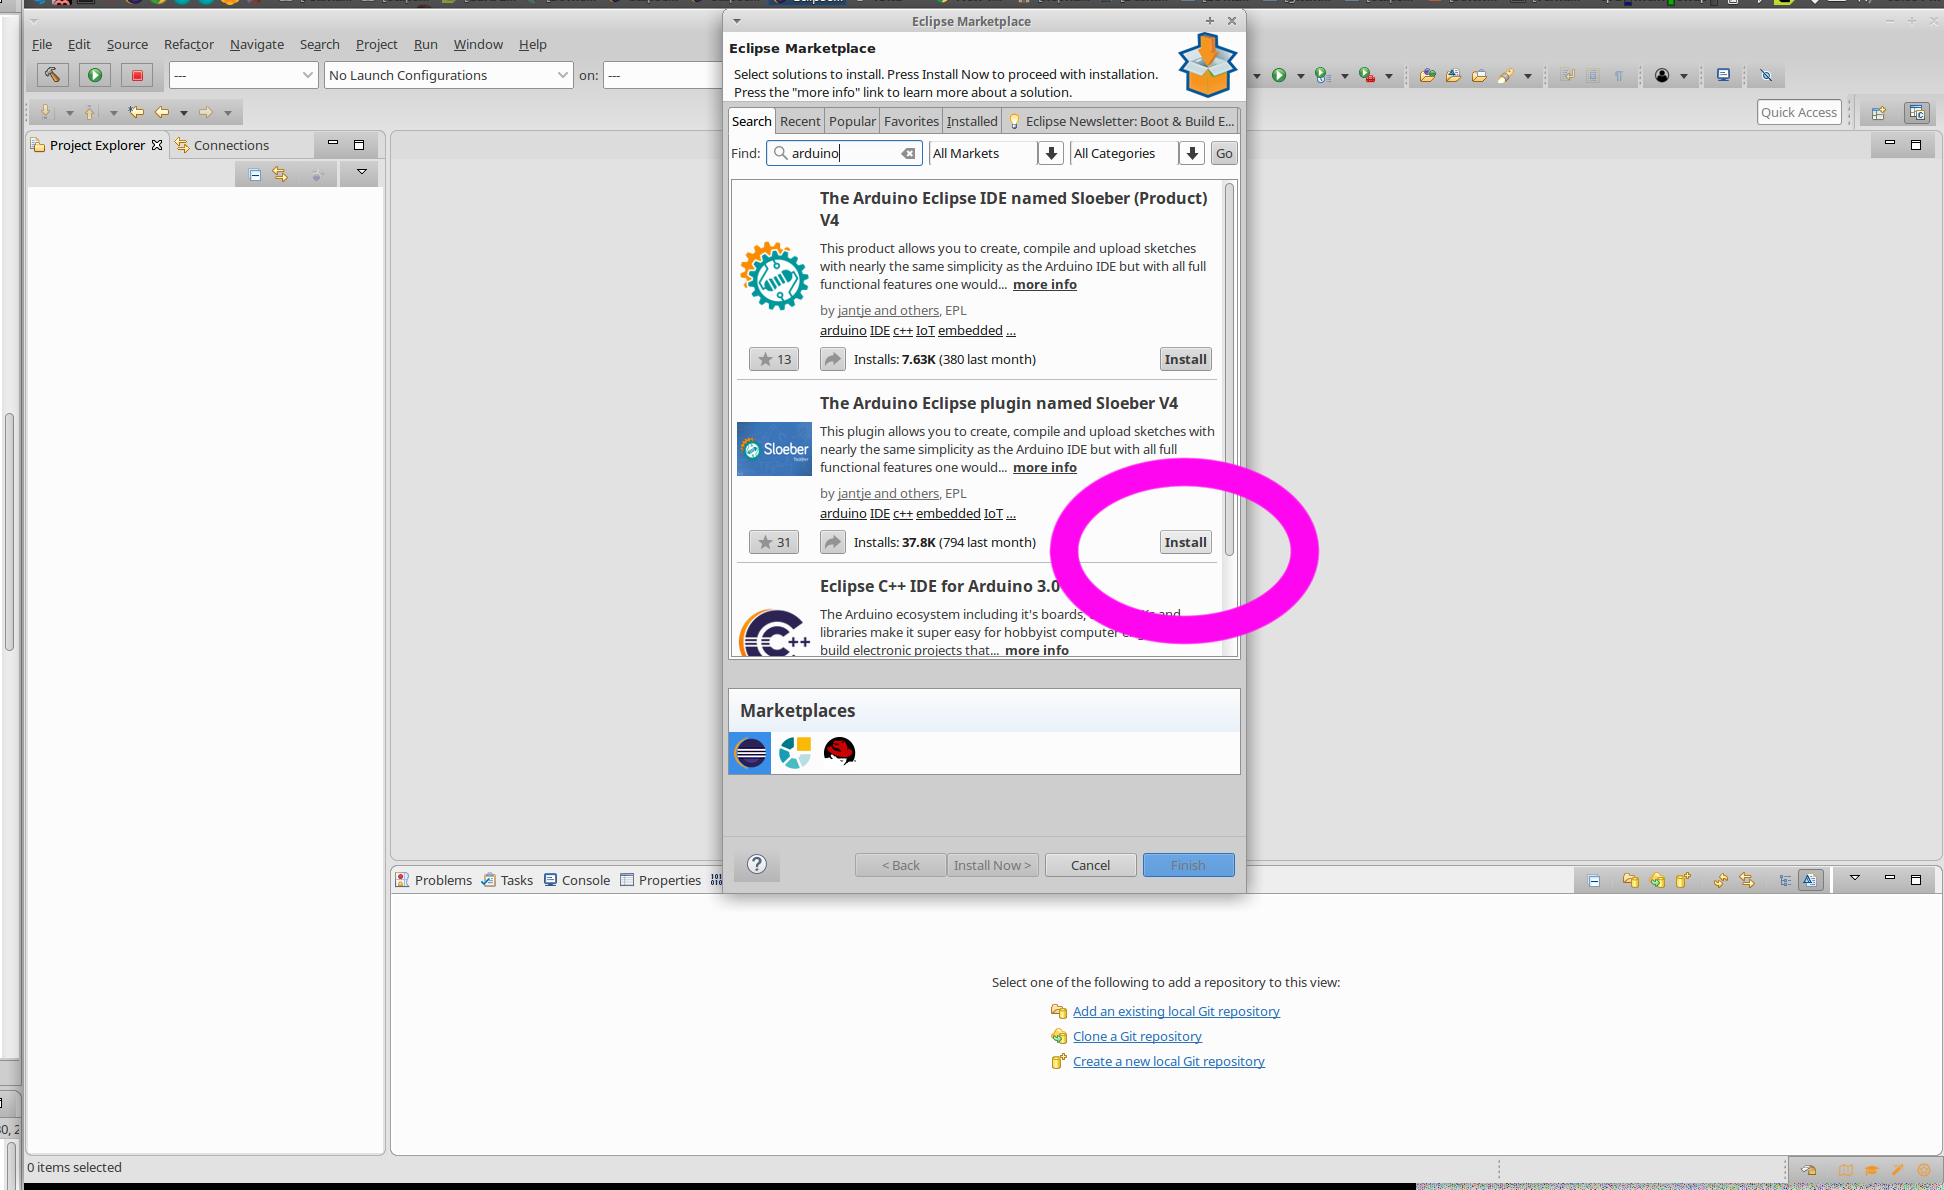 Eclipse Marketplace
File Edit Source Refactor Navigate Search Project Run Window Help
Eclipse Marketplace
Select solutions to install. Press Install Now to proceed with installation.
Press the "more info" link to learn more about a solution.
--- No Launch Configurations on: ---
Quick Access
Project Explorer Connections
Search Recent Popular Favorites Installed Eclipse Newsletter: Boot & Build E...
Find: arduino All Markets All Categories Go
The Arduino Eclipse IDE named Sloeber (Product)
V4
This product allows you to create, compile and upload sketches
with nearly the same simplicity as the Arduino IDE but with all full
functional features one would... more info
by jantje and others, EPL
arduino IDE c++ IoT embedded ...
13 Installs: 7.63K (380 last month) Install
The Arduino Eclipse plugin named Sloeber V4
Sloeber
This plugin allows you to create, compile and upload sketches with
nearly the same simplicity as the Arduino IDE but with all full
functional features one would... more info
by jantje and others, EPL
arduino IDE c++ embedded IoT ...
31 Installs: 37.8K (794 last month) Install
Eclipse C++ IDE for Arduino 3.0
C++
The Arduino ecosystem including it's boards, and
libraries make it super easy for hobbyist computer
build electronic projects that... more info
Marketplaces
? < Back Install Now > Cancel Finish
Problems Tasks Console Properties
Select one of the following to add a repository to this view:
Add an existing local Git repository
Clone a Git repository
Create a new local Git repository
0 items selected